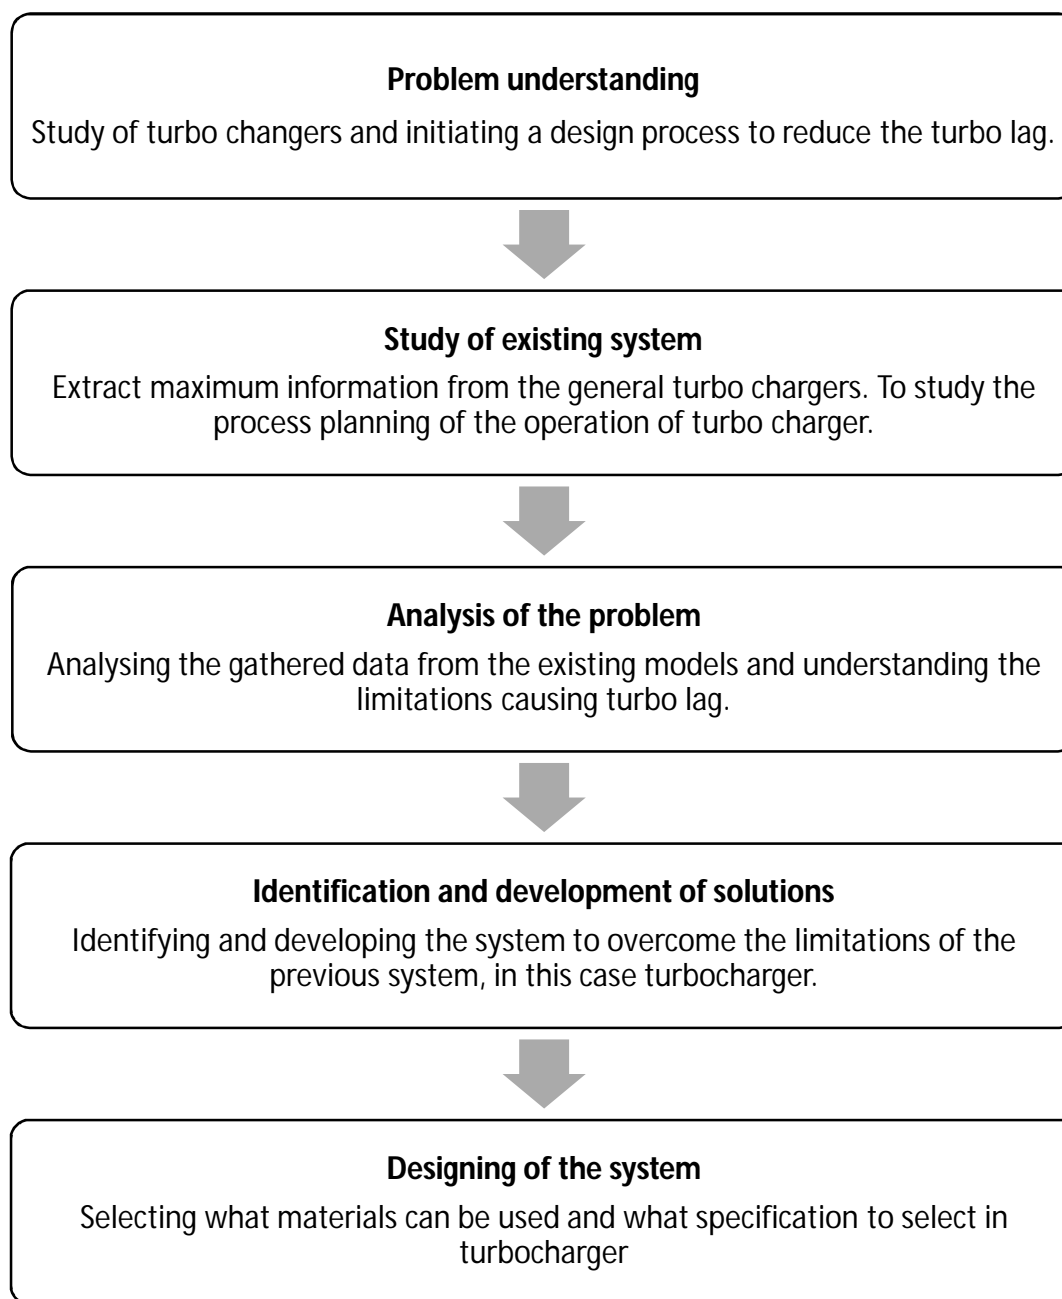 Problem understanding
Study of turbo changers and initiating a design process to reduce the turbo lag.
Study of existing system
Extract maximum information from the general turbo chargers. To study the
process planning of the operation of turbo charger.
Analysis of the problem
Analysing the gathered data from the existing models and understanding the
limitations causing turbo lag.
Identification and development of solutions
Identifying and developing the system to overcome the limitations of the
previous system, in this case turbocharger.
Designing of the system
Selecting what materials can be used and what specification to select in
turbocharger